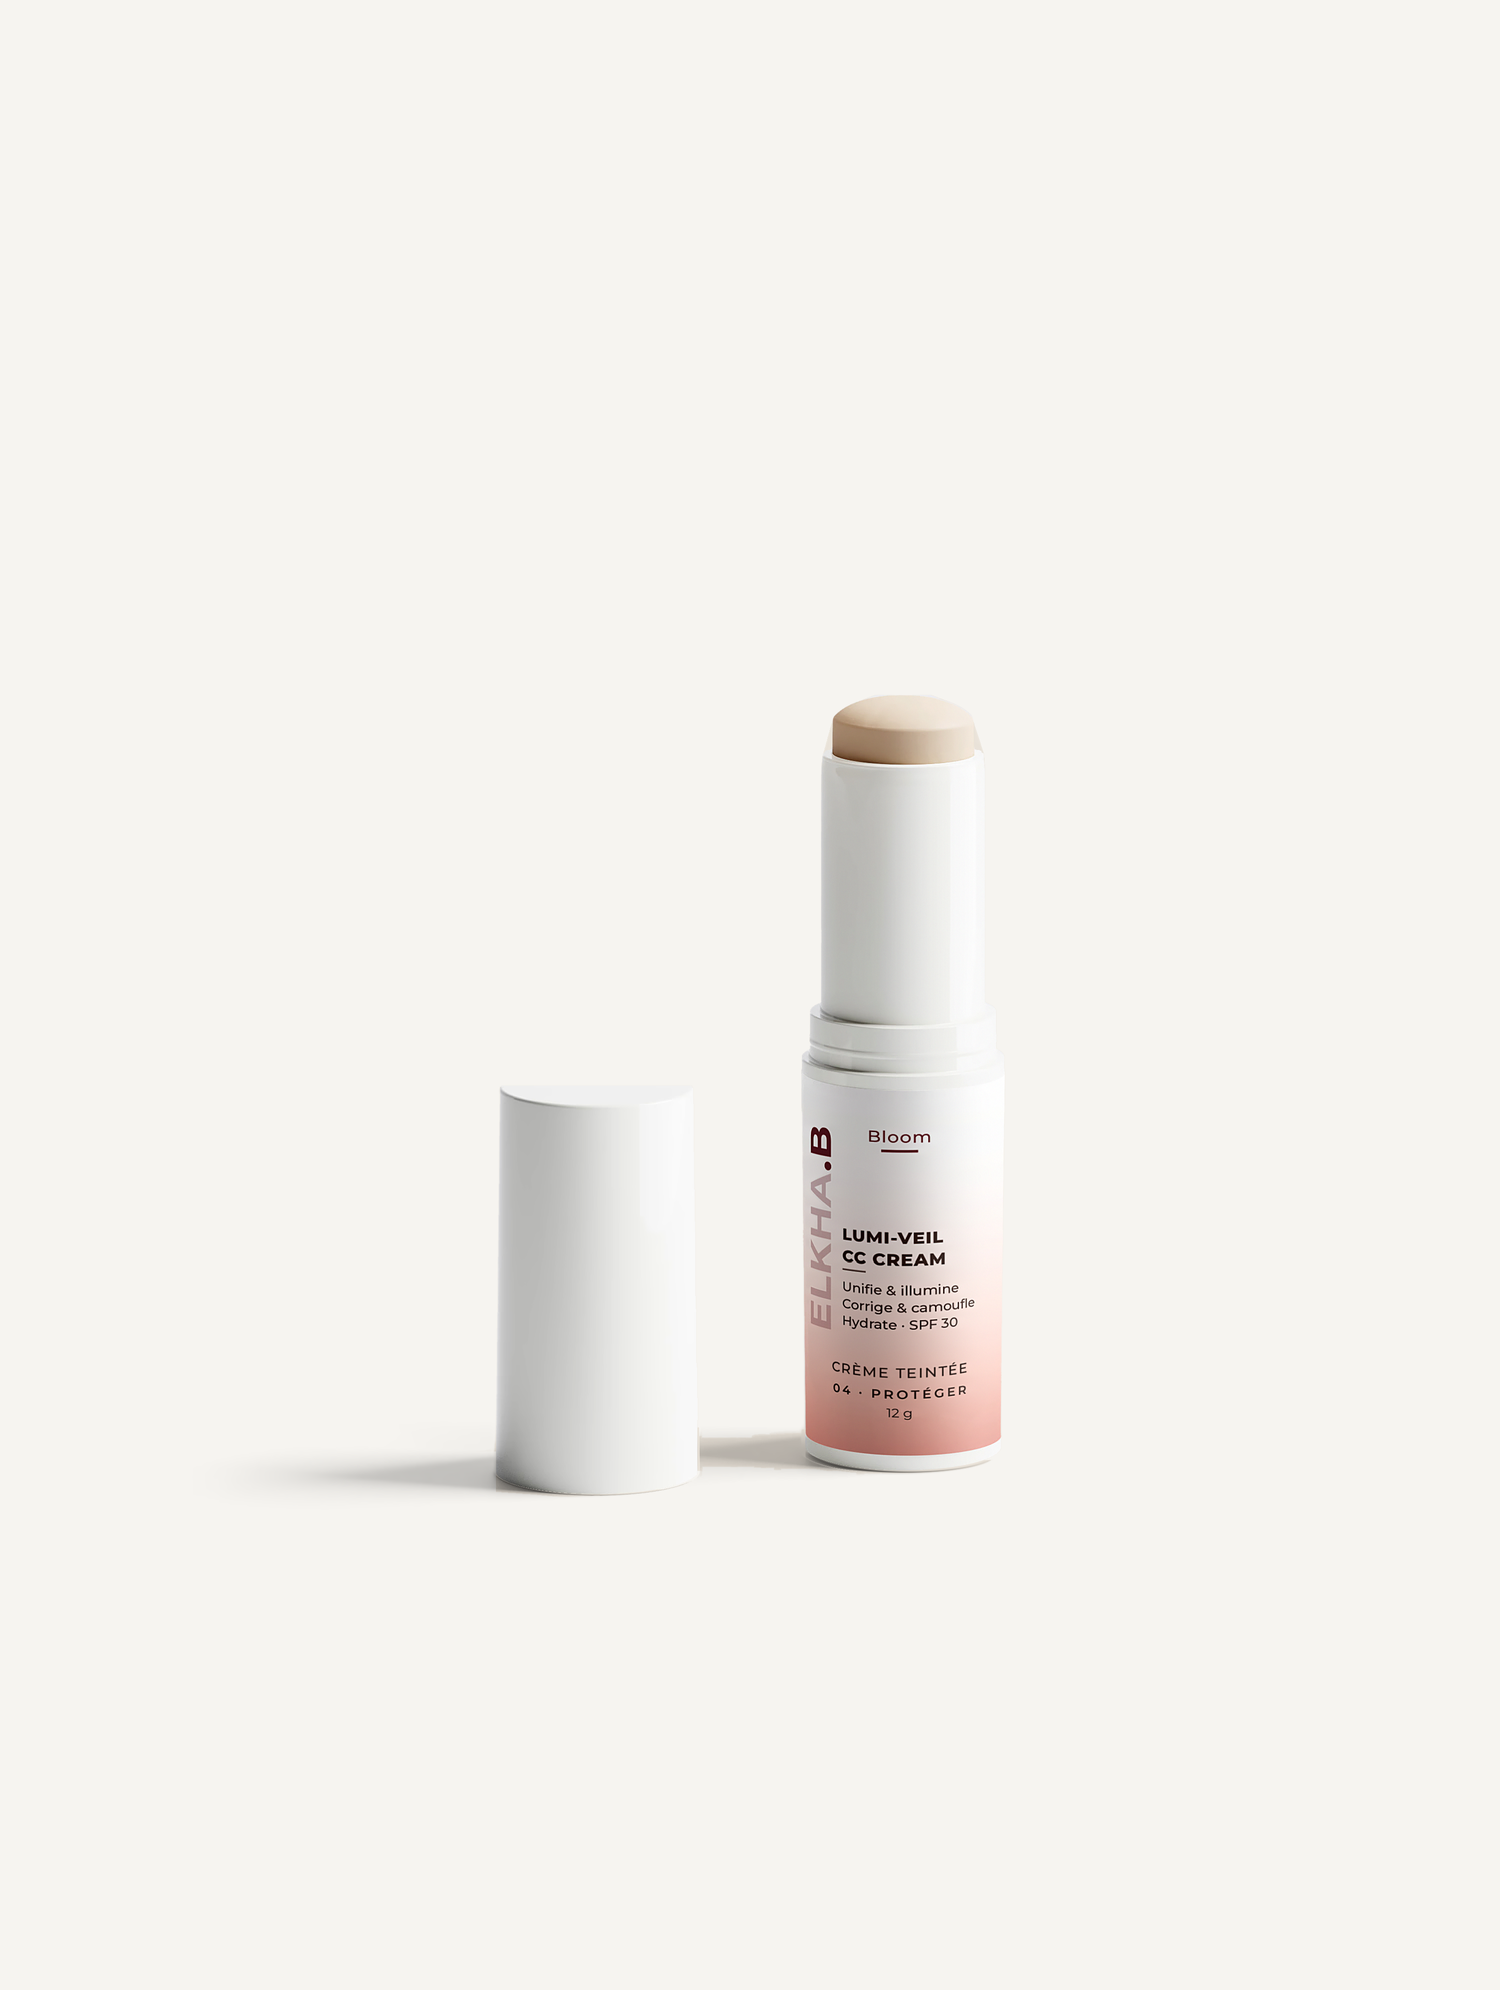 Bloom
ELKHA.B
LUMI-VEIL
CC CREAM
Unifie & illumine
Corrige & camoufle
Hydrate · SPF 30
CRÈME TEINTÉE
04 · PROTÉGER
12 g